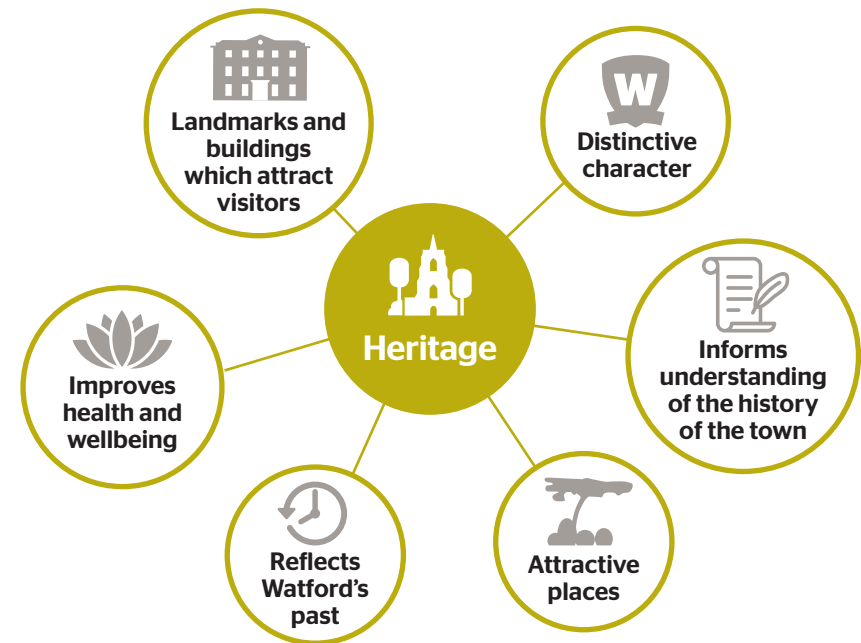 Landmarks and
buildings
which attract
visitors
W
Distinctive
character
Heritage
Informs
understanding
of the history
of the town
Improves
health and
wellbeing
Reflects
Watford's
past
Attractive
places